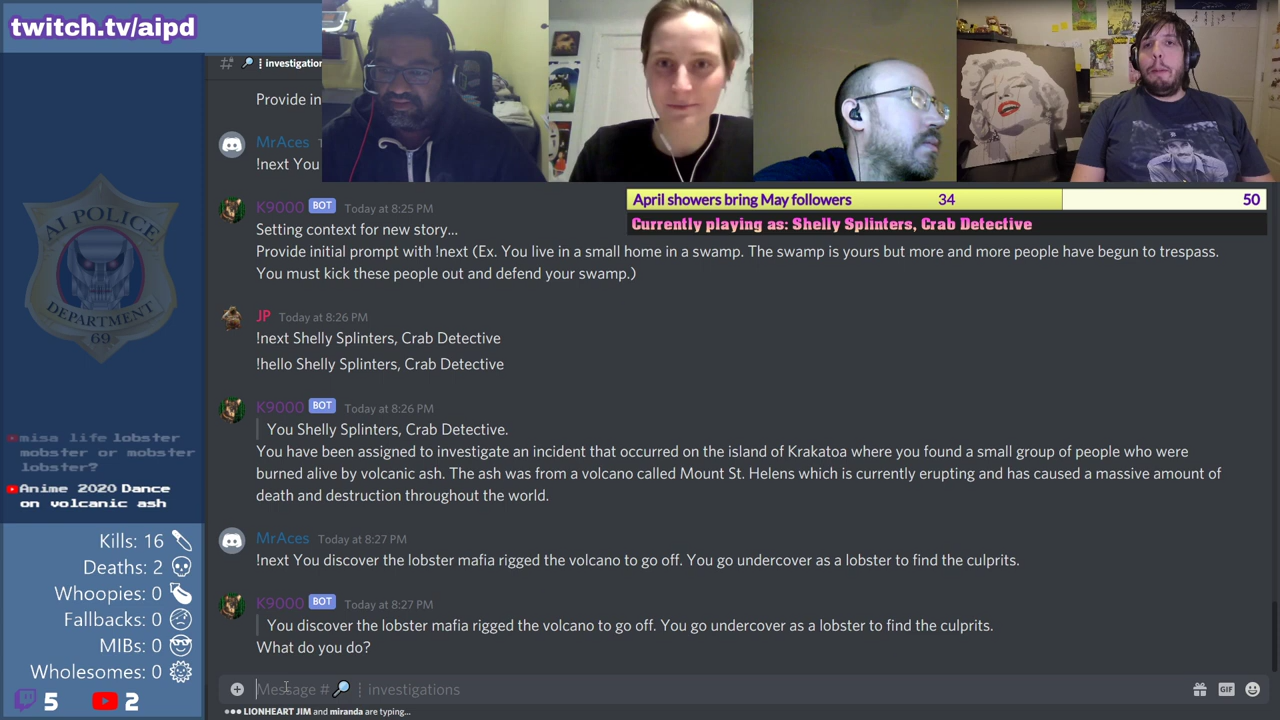 twitch.tv/aipd
investigation
Provide in
MrAces
!next You
April showers bring May followers 34 50
Currently playing as: Shelly Splinters, Crab Detective
K9000 BOT Today at 8:25 PM
Setting context for new story...
Provide initial prompt with !next (Ex. You live in a small home in a swamp. The swamp is yours but more and more people have begun to trespass.
You must kick these people out and defend your swamp.)
JP Today at 8:26 PM
!next Shelly Splinters, Crab Detective
!hello Shelly Splinters, Crab Detective
K9000 BOT Today at 8:26 PM
You Shelly Splinters, Crab Detective.
You have been assigned to investigate an incident that occurred on the island of Krakatoa where you found a small group of people who were
burned alive by volcanic ash. The ash was from a volcano called Mount St. Helens which is currently erupting and has caused a massive amount of
death and destruction throughout the world.
MrAces Today at 8:27 PM
!next You discover the lobster mafia rigged the volcano to go off. You go undercover as a lobster to find the culprits.
K9000 BOT Today at 8:27 PM
You discover the lobster mafia rigged the volcano to go off. You go undercover as a lobster to find the culprits.
What do you do?
Message # investigations
GIF
LIONHEART JIM and miranda are typing...
AI POLICE
DEPARTMENT
69
misa life lobster
mobster or mobster
lobster?
Anime 2020 Dance
on volcanic ash
Kills: 16
Deaths: 2
Whoopies: 0
Fallbacks: 0
MIBs: 0
Wholesomes: 0
5 2